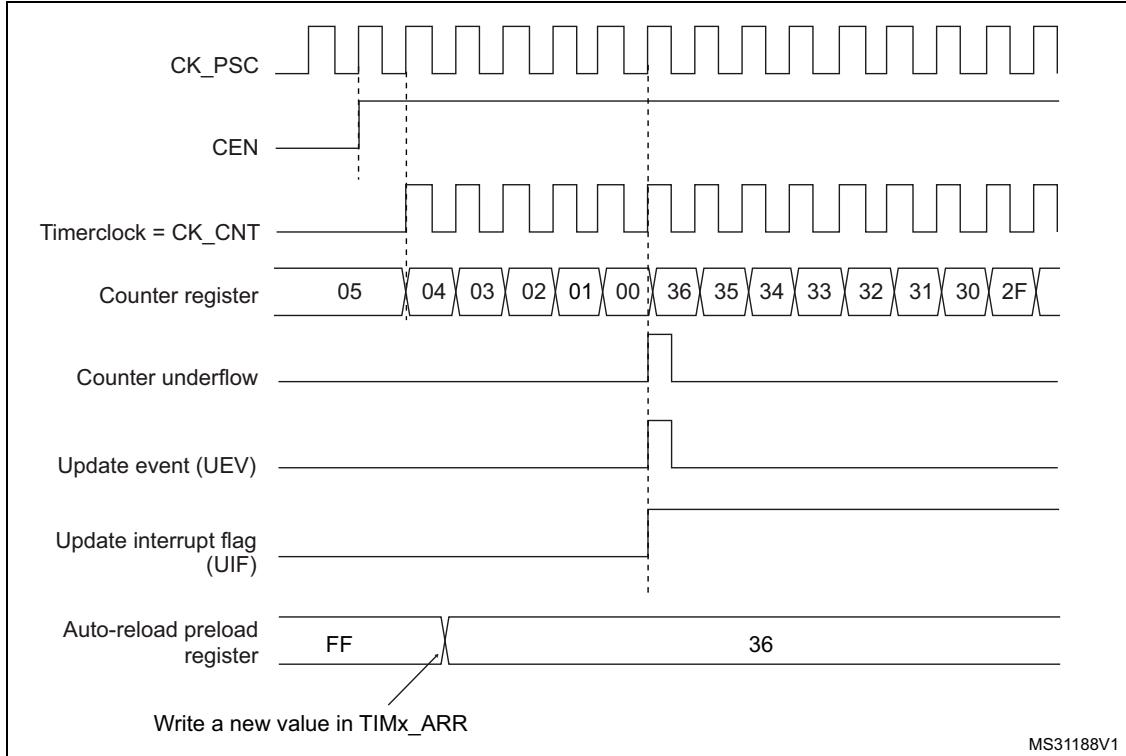 CK_PSC
CEN
Timerclock = CK_CNT
Counter register 05 04 03 02 01 00 36 35 34 33 32 31 30 2F
Counter underflow
Update event (UEV)
Update interrupt flag
(UIF)
Auto-reload preload
register
FF 36
Write a new value in TIMx_ARR
MS31188V1